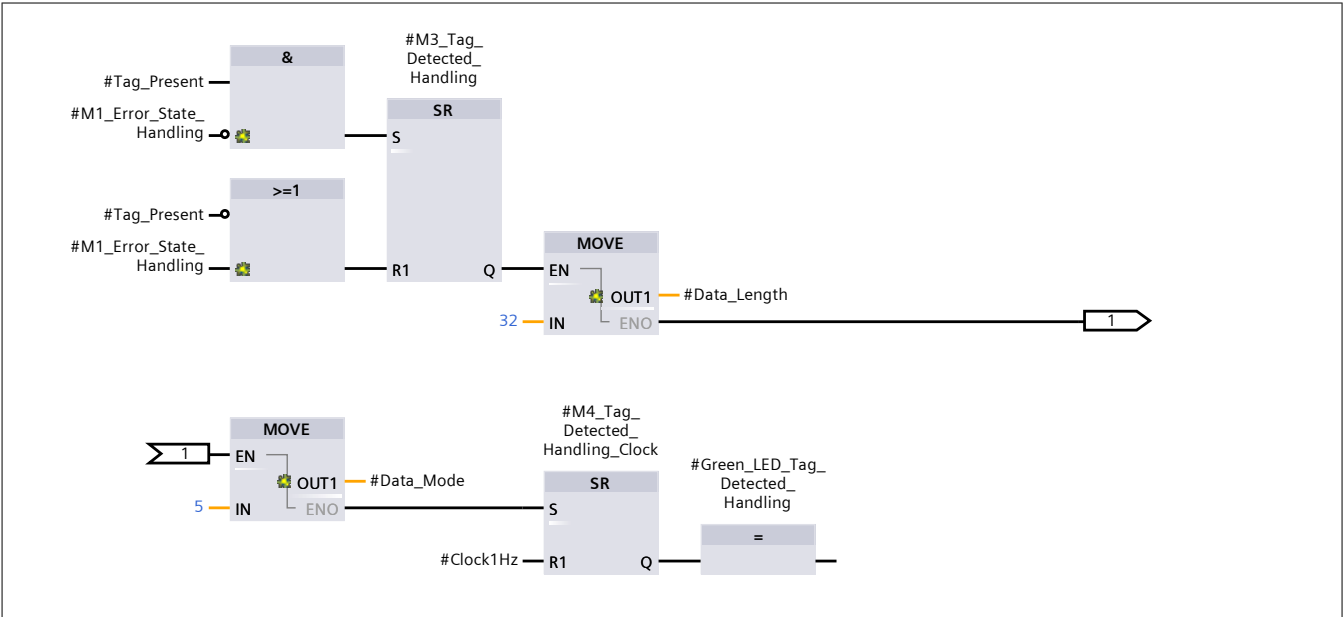 #M3_Tag_
Detected_
Handling
&
#Tag_Present
#M1_Error_State_
Handling
SR
S
>=1
#Tag_Present
#M1_Error_State_
Handling
R1 Q
MOVE
EN
OUT1 #Data_Length
32 IN ENO
1
#M4_Tag_
Detected_
Handling_Clock
MOVE
1 EN
OUT1 #Data_Mode
5 IN ENO
#Green_LED_Tag_
Detected_
Handling
SR
S
=
#Clock1Hz R1 Q